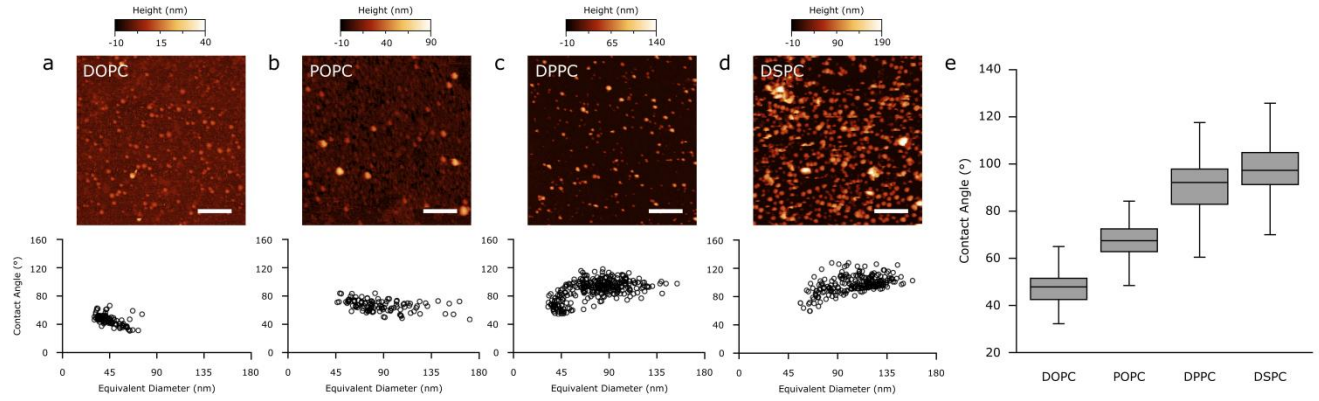 Height (nm)
-10 15 40
a
DOPC
Contact Angle (°)
160
120
80
40
0
0 45 90 135 180
Equivalent Diameter (nm)
Height (nm)
-10 40 90
b
POPC
160
120
80
40
0
0 45 90 135 180
Equivalent Diameter (nm)
Height (nm)
-10 65 140
c
DPPC
160
120
80
40
0
0 45 90 135 180
Equivalent Diameter (nm)
Height (nm)
-10 90 190
d
DSPC
160
120
80
40
0
0 45 90 135 180
Equivalent Diameter (nm)
e
Contact Angle (°)
140
120
100
80
60
40
20
DOPC POPC DPPC DSPC